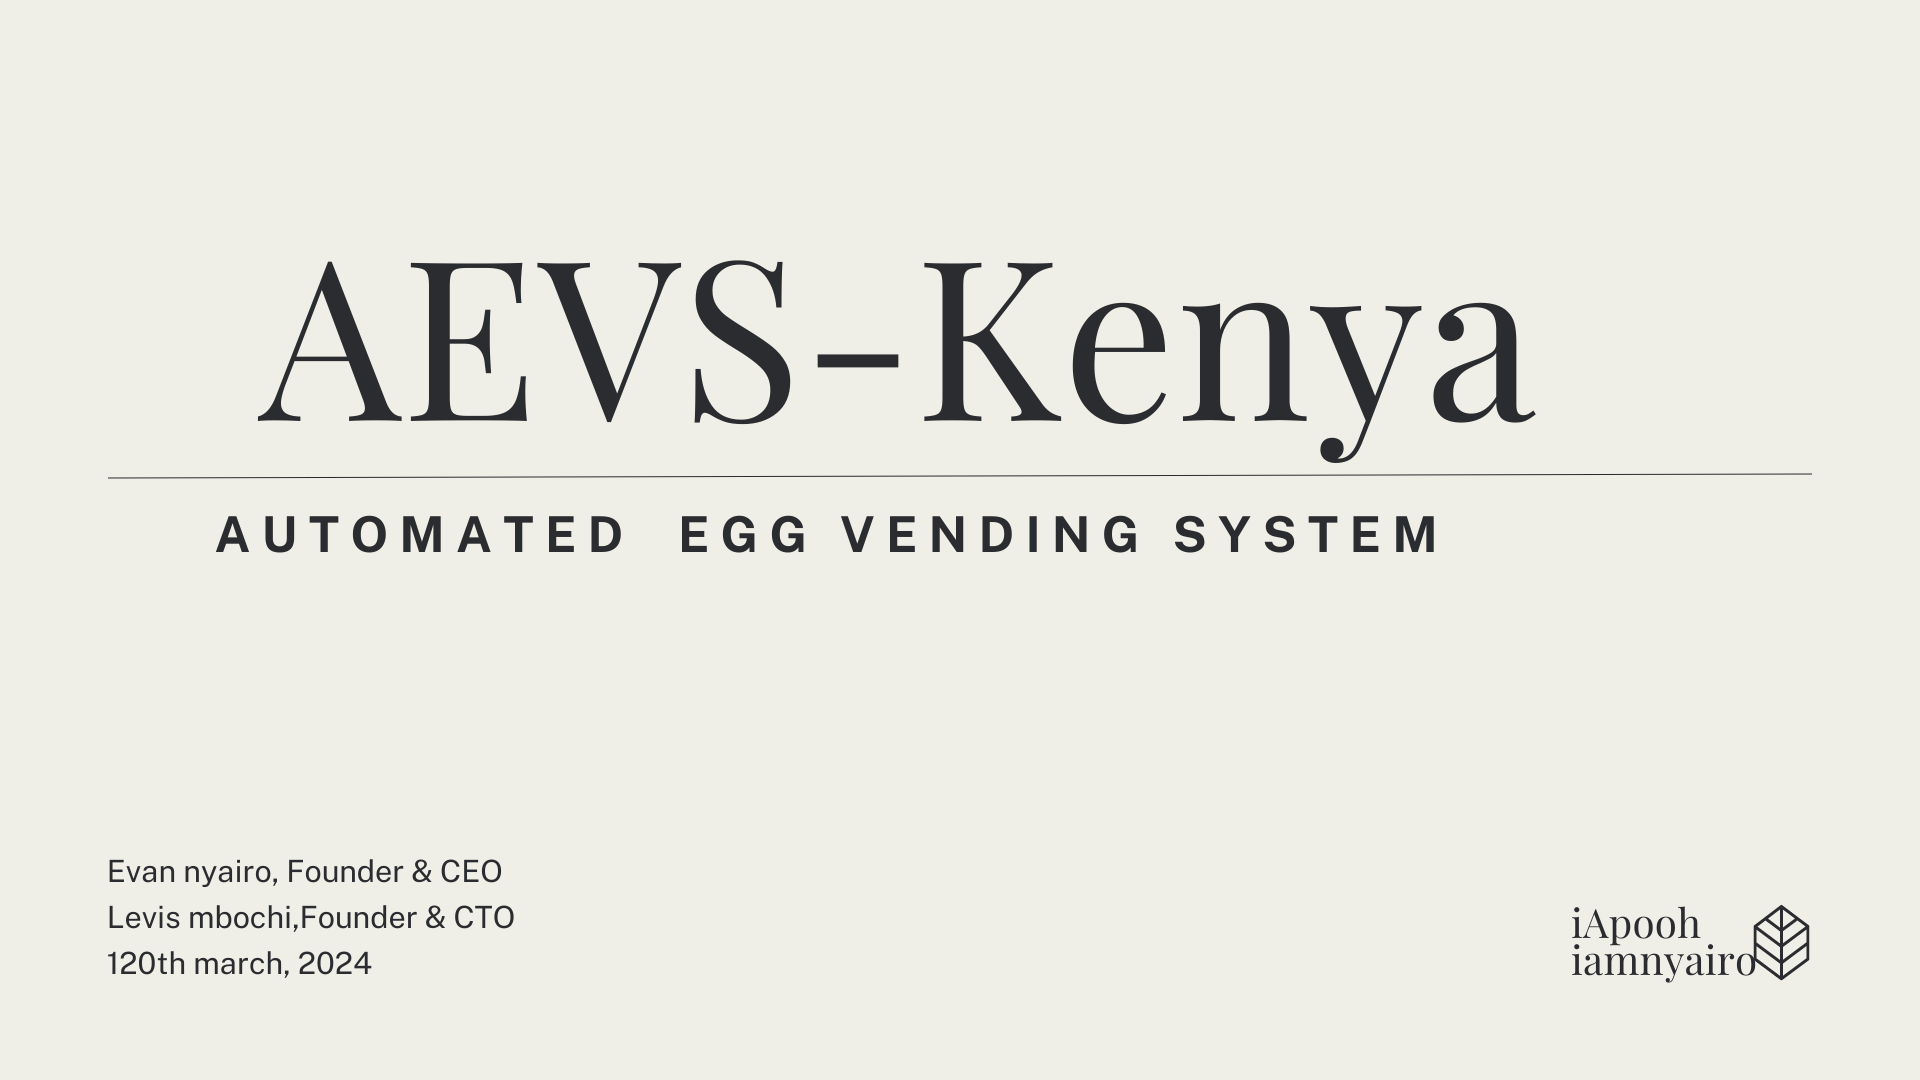 AEVS-Kenya
AUTOMATED EGG VENDING SYSTEM
Evan nyairo, Founder & CEO
Levis mbochi,Founder & CTO
120th march, 2024
iApooh
iamnyairo